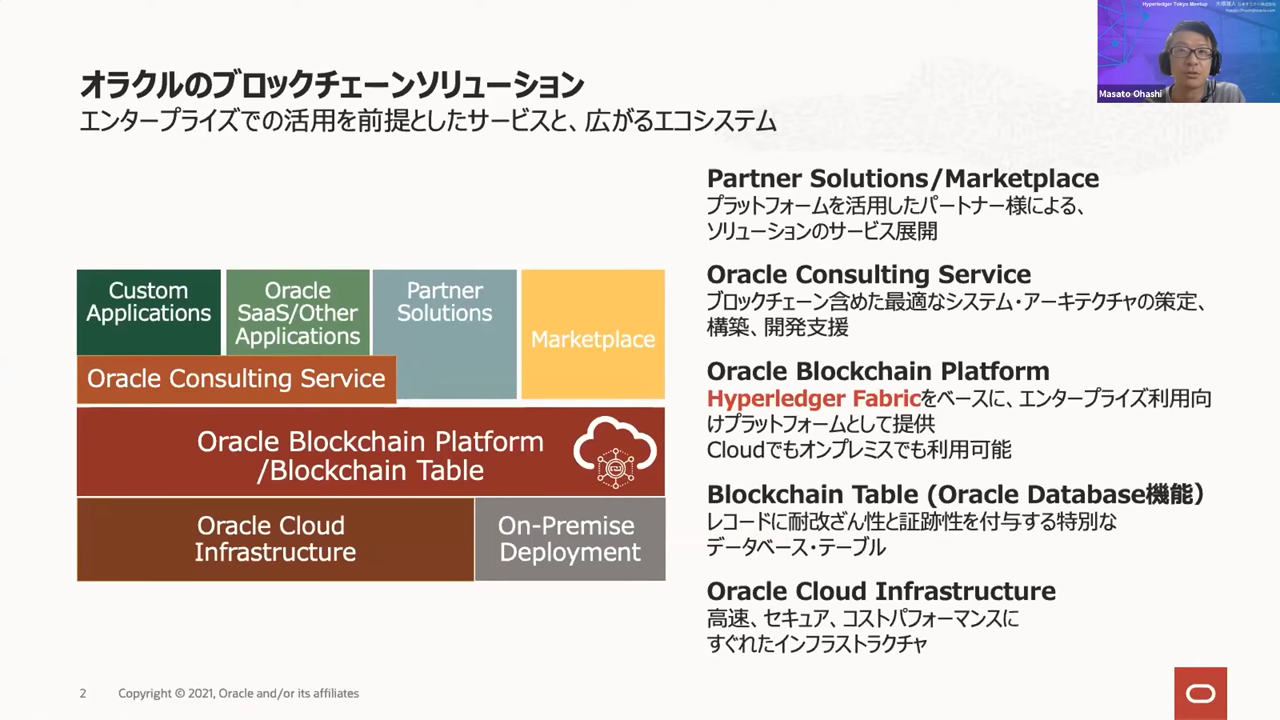 Hyperledger Tokyo Meetup
Masato Ohashi
オラクルのブロックチェーンソリューション
エンタープライズでの活用を前提としたサービスと、広がるエコシステム
Custom
Applications
Oracle
SaaS/Other
Applications
Partner
Solutions
Marketplace
Oracle Consulting Service
Oracle Blockchain Platform
/Blockchain Table
Oracle Cloud
Infrastructure
On-Premise
Deployment
Partner Solutions/Marketplace
プラットフォームを活用したパートナー様による、
ソリューションのサービス展開
Oracle Consulting Service
ブロックチェーン含めた最適なシステム・アーキテクチャの策定、
構築、開発支援
Oracle Blockchain Platform
Hyperledger Fabricをベースに、エンタープライズ利用向
けプラットフォームとして提供
Cloudでもオンプレミスでも利用可能
Blockchain Table (Oracle Database機能）
レコードに耐改ざん性と証跡性を付与する特別な
データベース・テーブル
Oracle Cloud Infrastructure
高速、セキュア、コストパフォーマンスに
すぐれたインフラストラクチャ
2 Copyright © 2021, Oracle and/or its affiliates